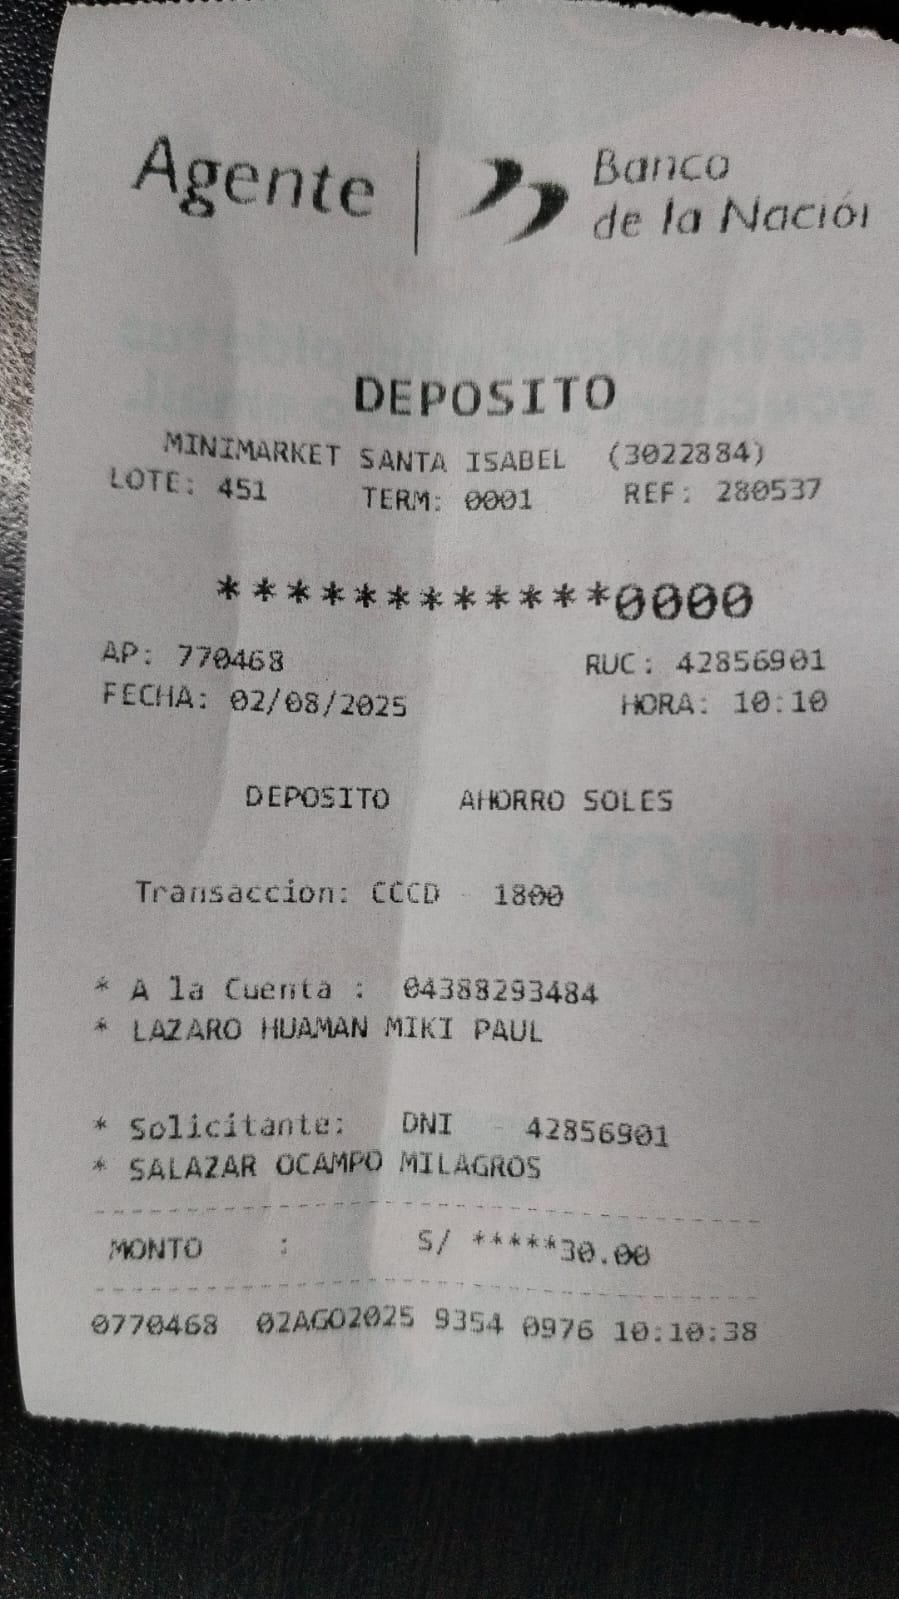 Agente | Banco
de la Nación
DEPOSITO
MINIMARKET SANTA ISABEL (3022884)
LOTE: 451 TERM: 0001 REF: 280537
************0000
AP: 770468 RUC: 42856901
FECHA: 02/08/2025 HORA: 10:10
DEPOSITO AHORRO SOLES
Transaccion: CCCD - 1800
* A la Cuenta : 04388293484
* LAZARO HUAMAN MIKI PAUL
* Solicitante: DNI - 42856901
* SALAZAR OCAMPO MILAGROS
MONTO : S/ *****30.00
0770468 02AGO2025 9354 0976 10:10:38